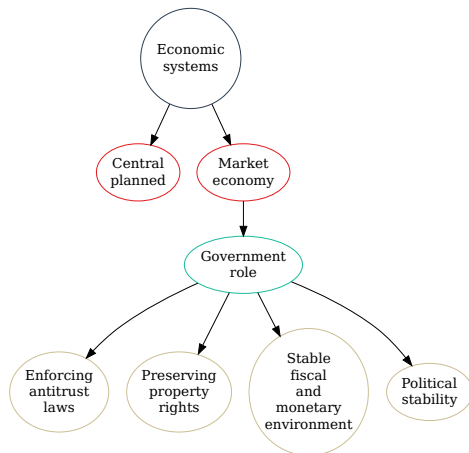 Economic
systems
Central
planned
Market
economy
Government
role
Enforcing
antitrust
laws
Preserving
property
rights
Stable
fiscal
and
monetary
environment
Political
stability